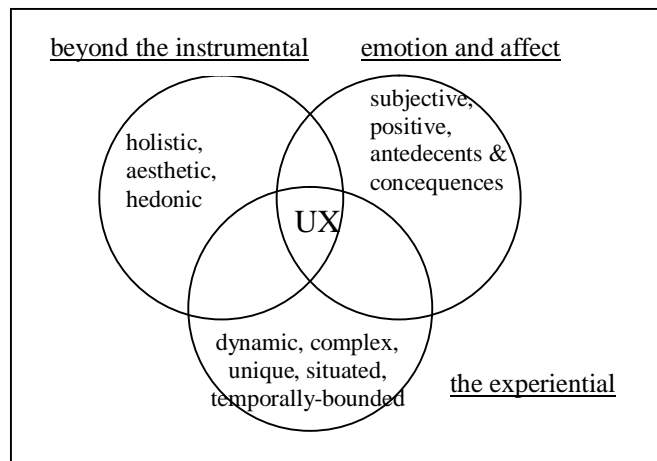 beyond the instrumental
emotion and affect
holistic,
aesthetic,
hedonic
subjective,
positive,
antedecents &
concequences
UX
dynamic, complex,
unique, situated,
temporally-bounded
the experiential